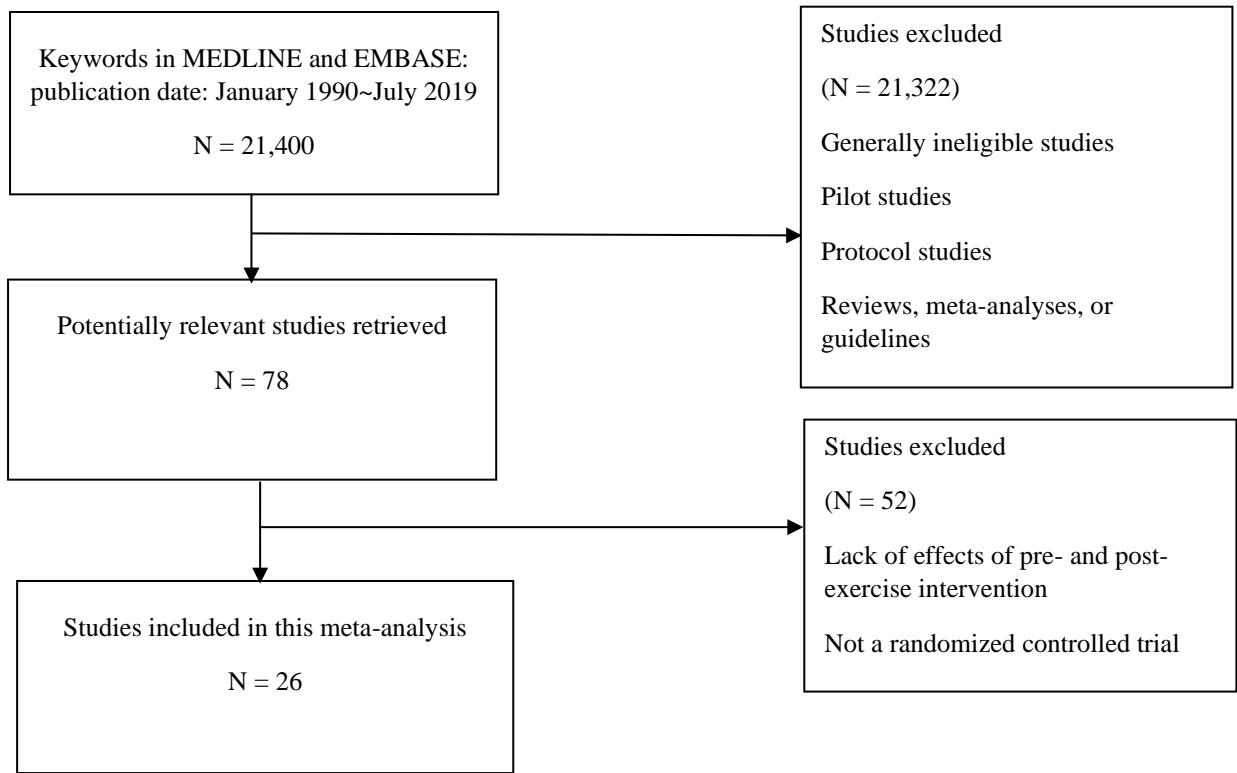 Keywords in MEDLINE and EMBASE:
publication date: January 1990~July 2019
N = 21,400
Studies excluded
(N = 21,322)
Generally ineligible studies
Pilot studies
Protocol studies
Reviews, meta-analyses, or
guidelines
Potentially relevant studies retrieved
N = 78
Studies excluded
(N = 52)
Lack of effects of pre- and post-
exercise intervention
Not a randomized controlled trial
Studies included in this meta-analysis
N = 26